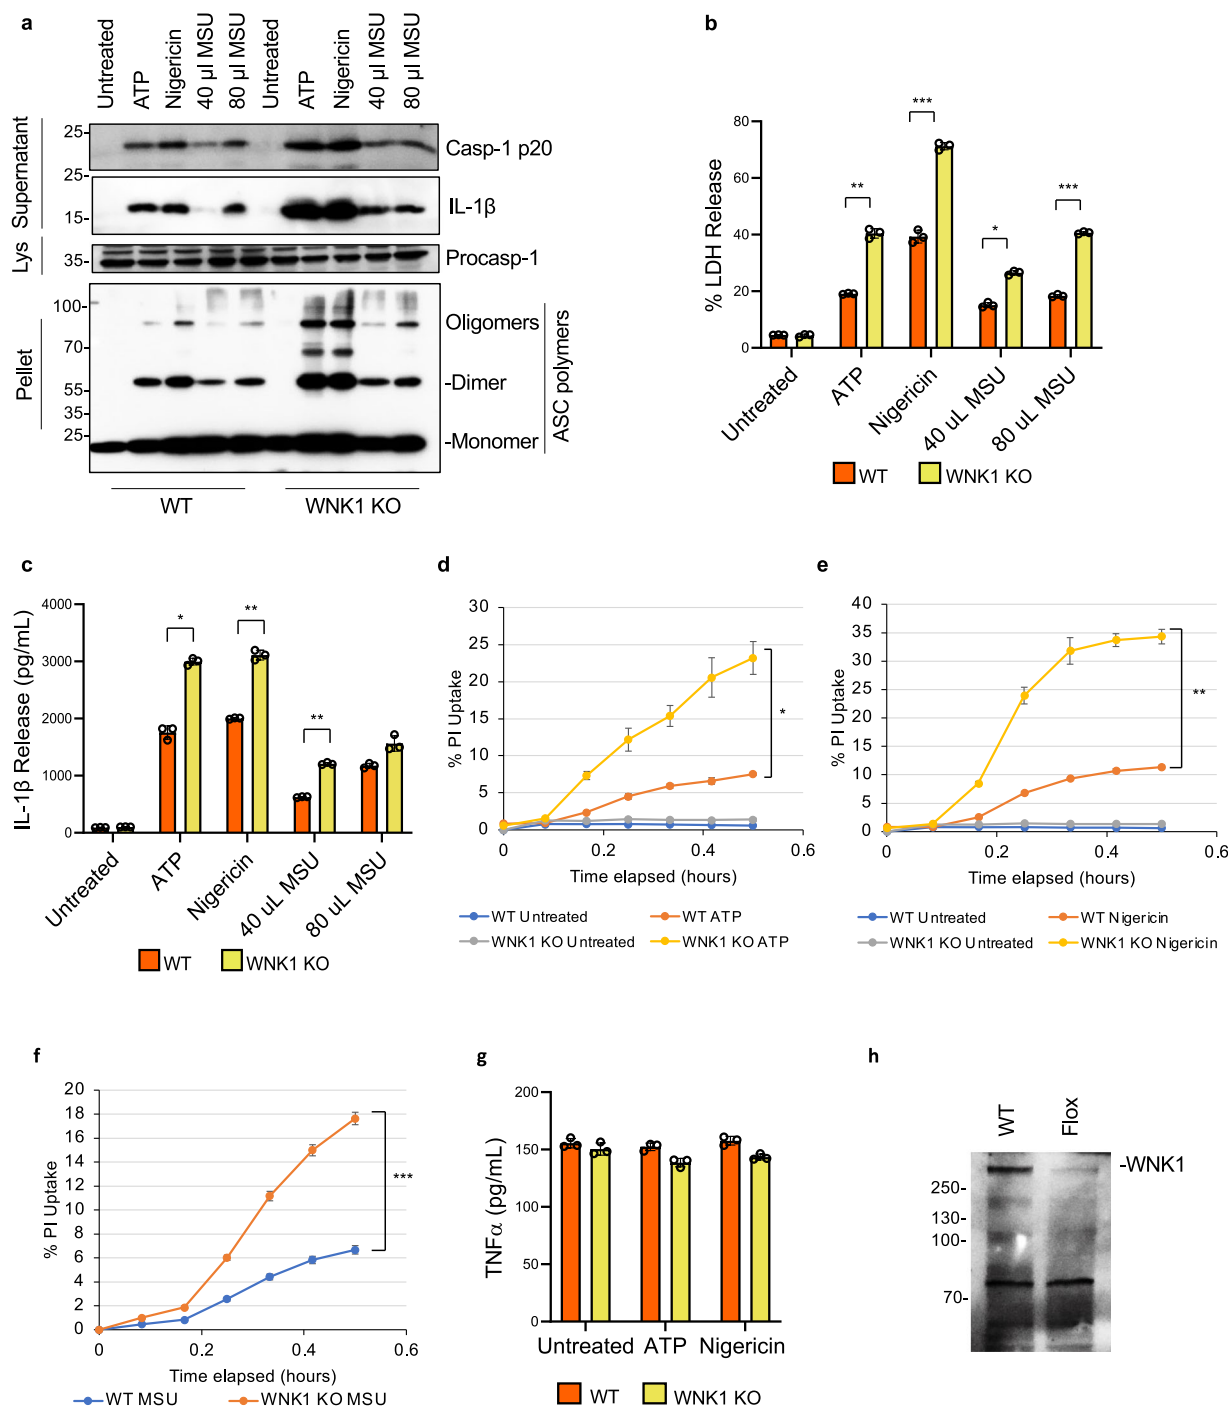 a
Untreated
ATP
Nigericin
40 µl MSU
80 µl MSU
Untreated
ATP
Nigericin
40 µl MSU
80 µl MSU
Supernatant
25-
Casp-1 p20
25-
15-
IL-1β
Lys
35-
Procasp-1
Pellet
100-
70-
55-
35-
25-
Oligomers
-Dimer
-Monomer
ASC polymers
WT
WNK1 KO
b
% LDH Release
80
60
40
20
0
***
**
*
***
Untreated
ATP
Nigericin
40 uL MSU
80 uL MSU
WT
WNK1 KO
c
IL-1β Release (pg/mL)
4000
3000
2000
1000
0
*
**
**
Untreated
ATP
Nigericin
40 uL MSU
80 uL MSU
WT
WNK1 KO
d
% PI Uptake
30
25
20
15
10
5
0
*
0 0.2 0.4 0.6
Time elapsed (hours)
WT Untreated
WT ATP
WNK1 KO Untreated
WNK1 KO ATP
e
% PI Uptake
40
35
30
25
20
15
10
5
0
**
0 0.2 0.4 0.6
Time elapsed (hours)
WT Untreated
WT Nigericin
WNK1 KO Untreated
WNK1 KO Nigericin
f
% PI Uptake
20
18
16
14
12
10
8
6
4
2
0
***
0 0.2 0.4 0.6
Time elapsed (hours)
WT MSU
WNK1 KO MSU
g
TNFα (pg/mL)
200
150
100
50
0
Untreated ATP Nigericin
WT
WNK1 KO
h
WT
Flox
-WNK1
250-
130-
100-
70-